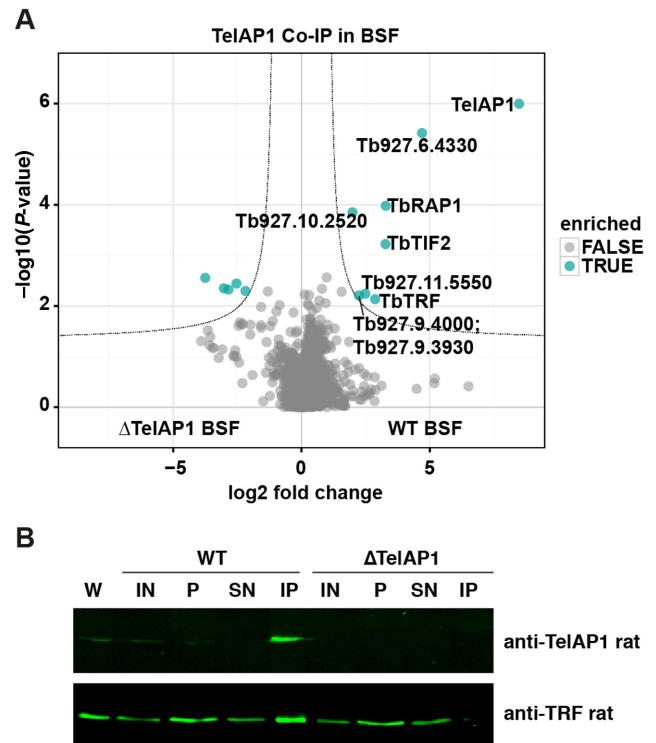 A
TelAP1 Co-IP in BSF
−log10(P-value)
6
4
2
0
TelAP1
Tb927.6.4330
TbRAP1
Tb927.10.2520
TbTIF2
Tb927.11.5550
TbTRF
Tb927.9.4000;
Tb927.9.3930
ΔTelAP1 BSF WT BSF
−5 0 5
log2 fold change
enriched
FALSE
TRUE
B
WT ΔTelAP1
W IN P SN IP IN P SN IP
anti-TelAP1 rat
anti-TRF rat